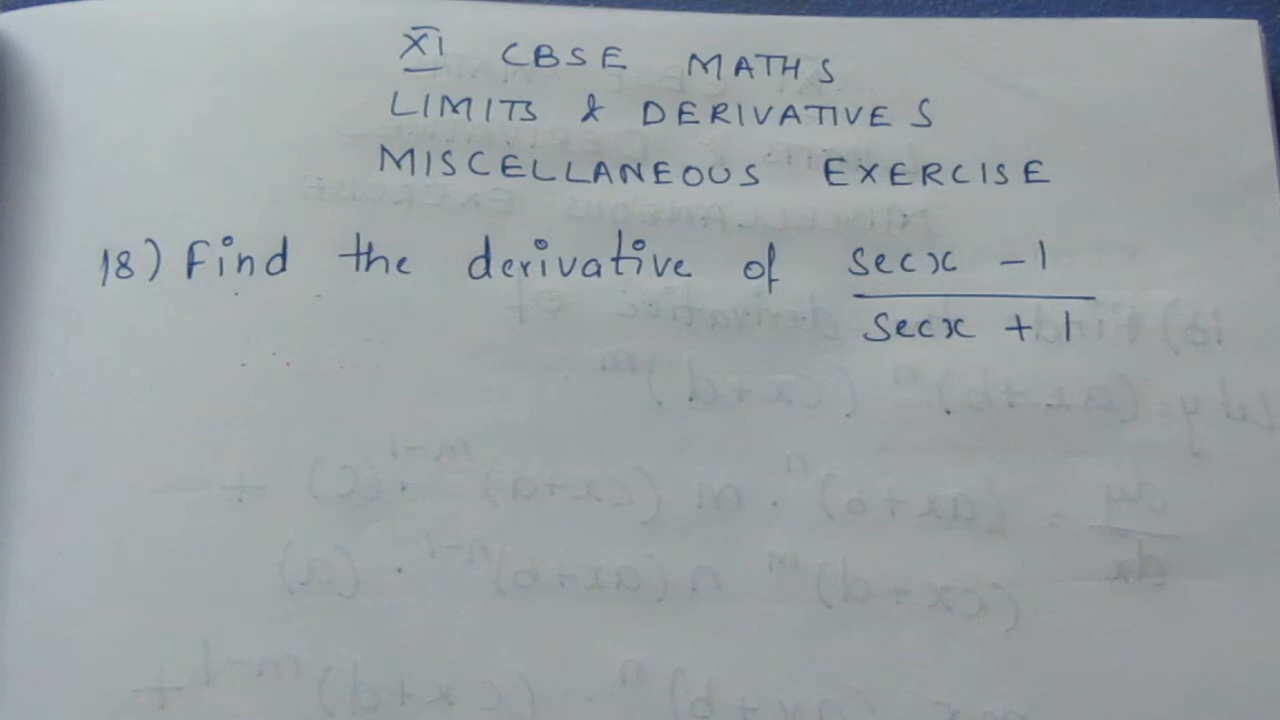 XI CBSE MATHS
LIMITS & DERIVATIVES
MISCELLANEOUS EXERCISE
18) Find the derivative of secx -1
secx +1